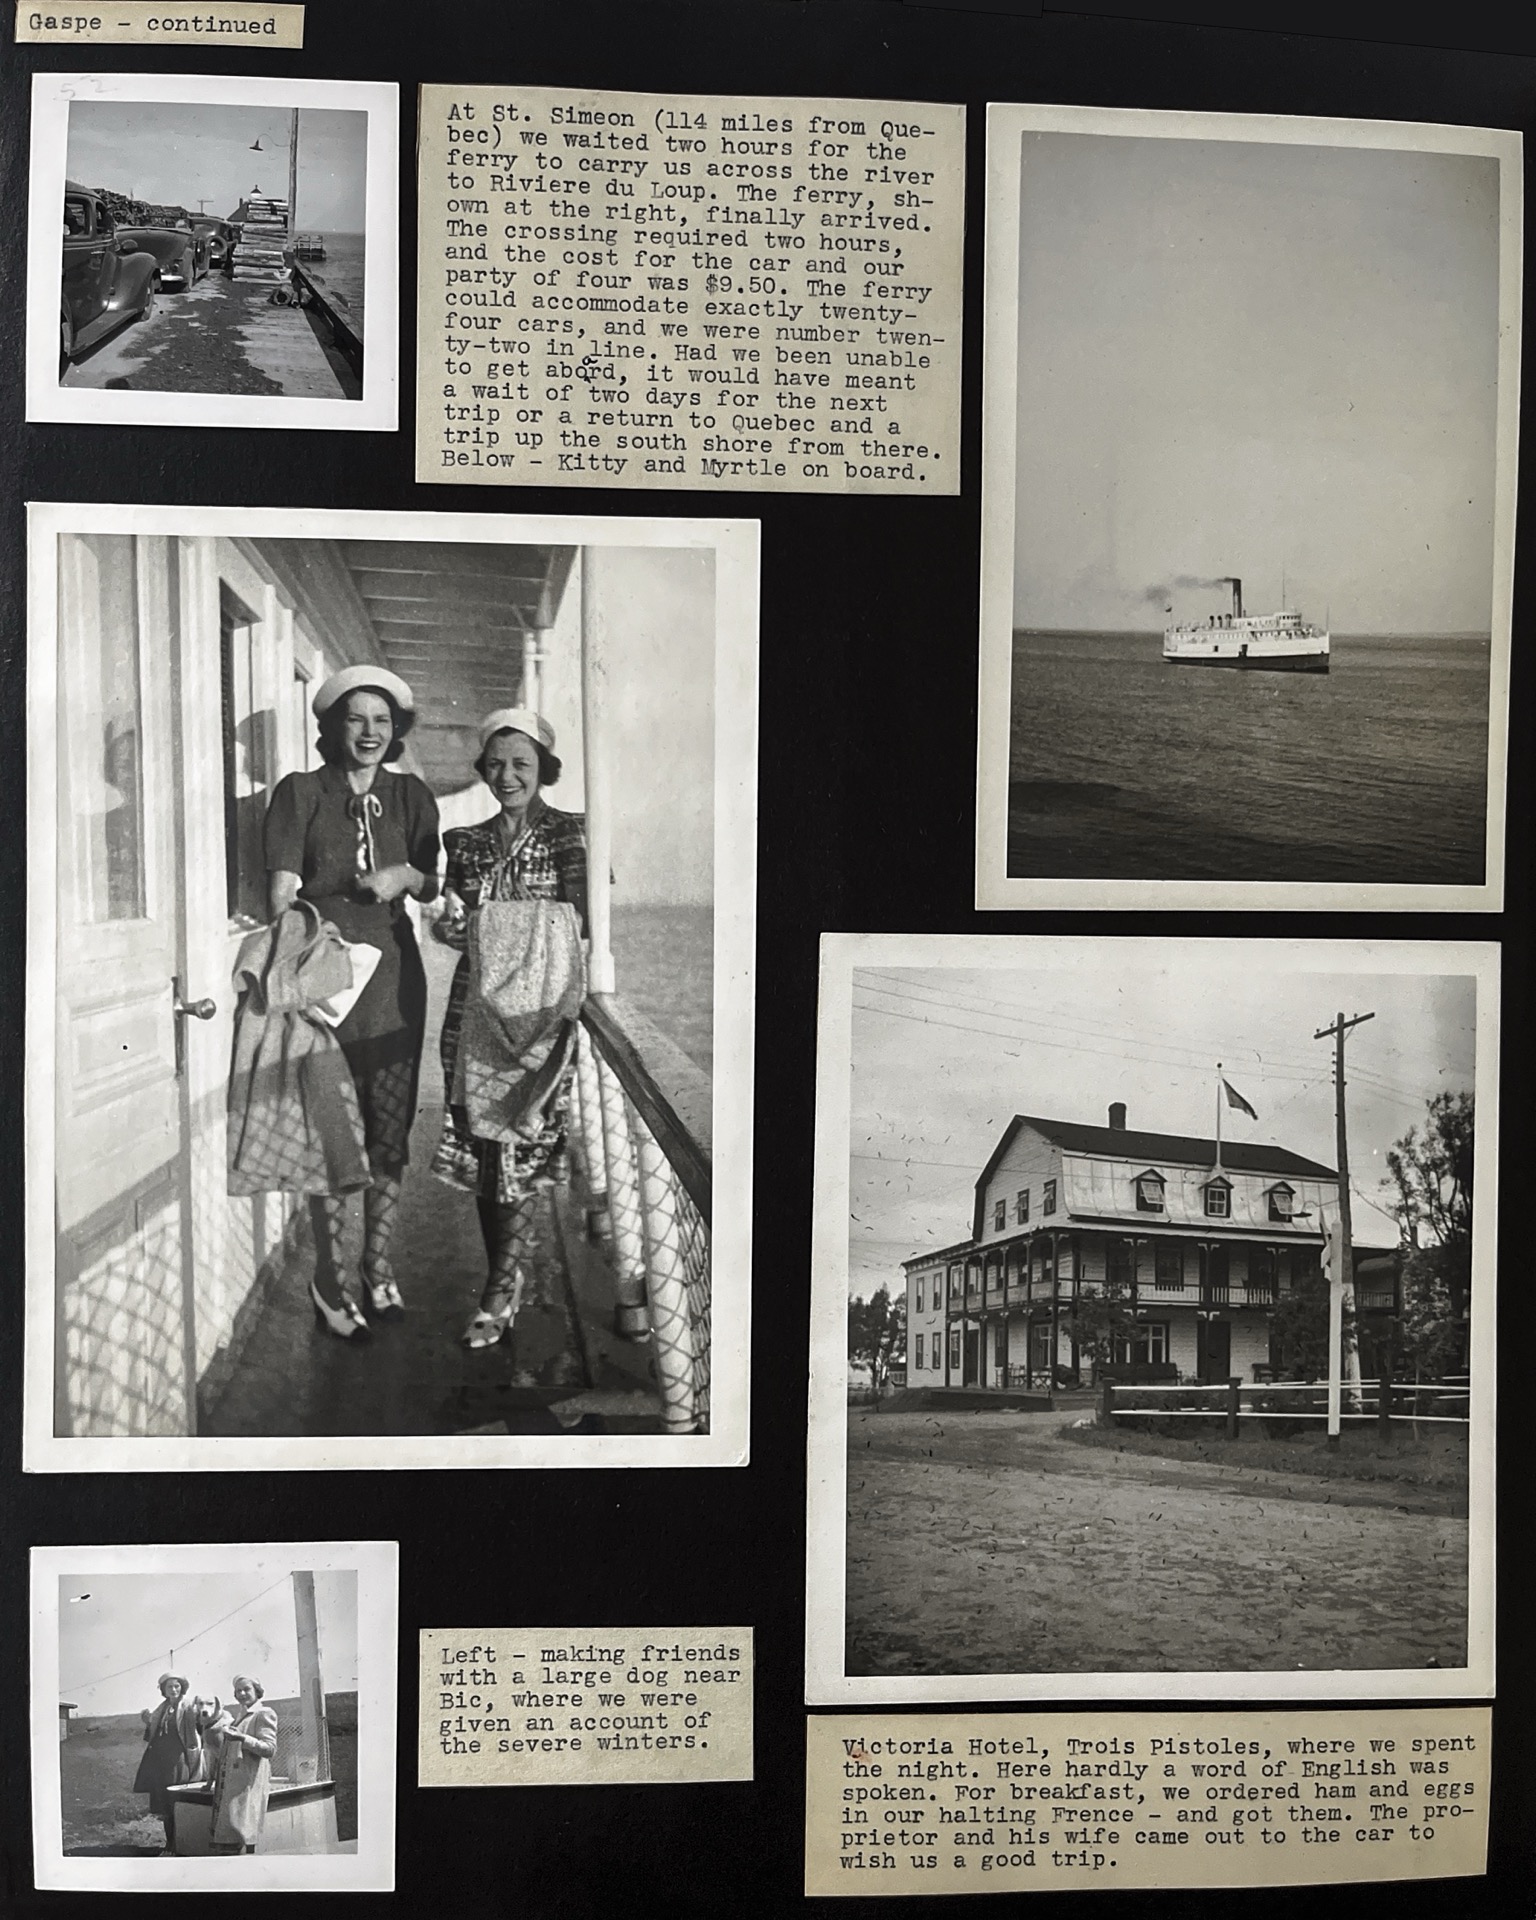 Gaspe - continued
52
At St. Simeon (114 miles from Que-
bec) we waited two hours for the
ferry to carry us across the river
to Riviere du Loup. The ferry, sh-
own at the right, finally arrived.
The crossing required two hours,
and the cost for the car and our
party of four was $9.50. The ferry
could accommodate exactly twenty-
four cars, and we were number twen-
ty-two in line. Had we been unable
to get aboard, it would have meant
a wait of two days for the next
trip or a return to Quebec and a
trip up the south shore from there.
Below - Kitty and Myrtle on board.
Left - making friends
with a large dog near
Bic, where we were
given an account of
the severe winters.
Victoria Hotel, Trois Pistoles, where we spent
the night. Here hardly a word of English was
spoken. For breakfast, we ordered ham and eggs
in our halting Frence - and got them. The pro-
prietor and his wife came out to the car to
wish us a good trip.